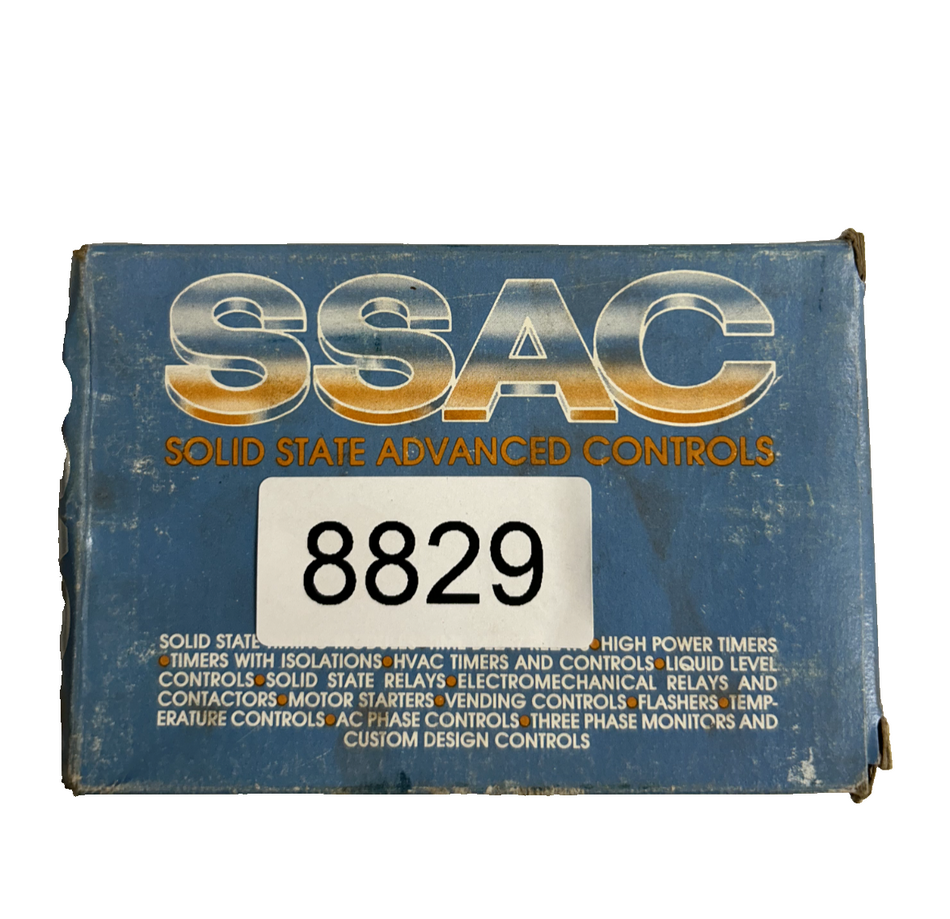 SSAC
SOLID STATE ADVANCED CONTROLS
8829
SOLID STATE •HIGH POWER TIMERS
•TIMERS WITH ISOLATIONS•HVAC TIMERS AND CONTROLS•LIQUID LEVEL
CONTROLS•SOLID STATE RELAYS•ELECTROMECHANICAL RELAYS AND
CONTACTORS•MOTOR STARTERS•VENDING CONTROLS•FLASHERS•TEMP-
ERATURE CONTROLS•AC PHASE CONTROLS•THREE PHASE MONITORS AND
CUSTOM DESIGN CONTROLS